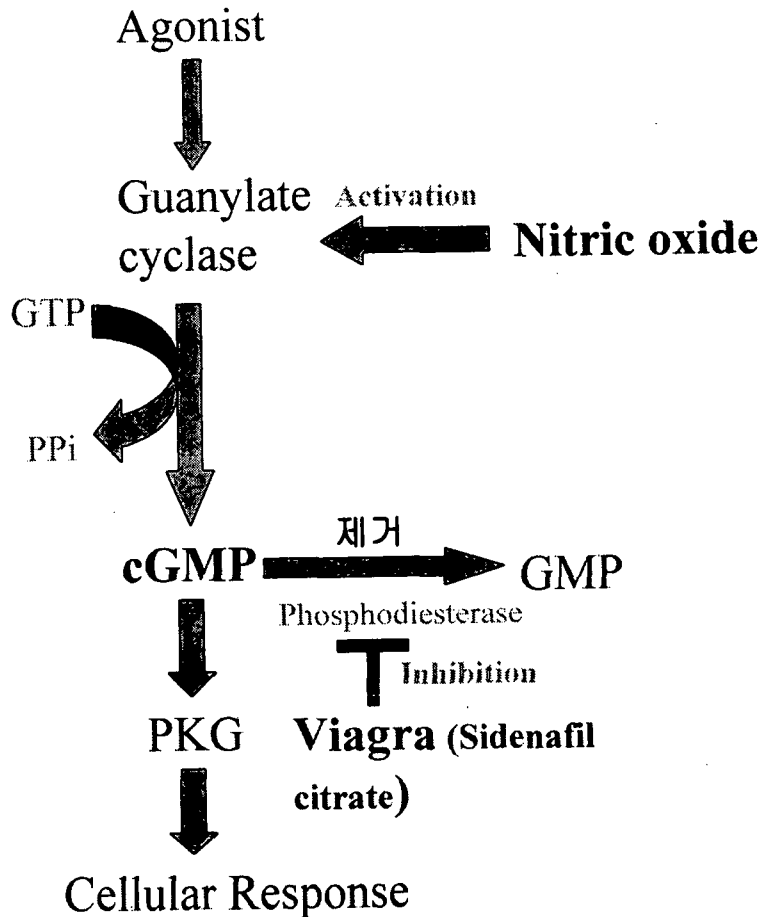 Agonist
Guanylate
cyclase
Activation
Nitric oxide
GTP
PPi
cGMP
제거
GMP
Phosphodiesterase
Inhibition
PKG
Viagra (Sidenafil
citrate)
Cellular Response